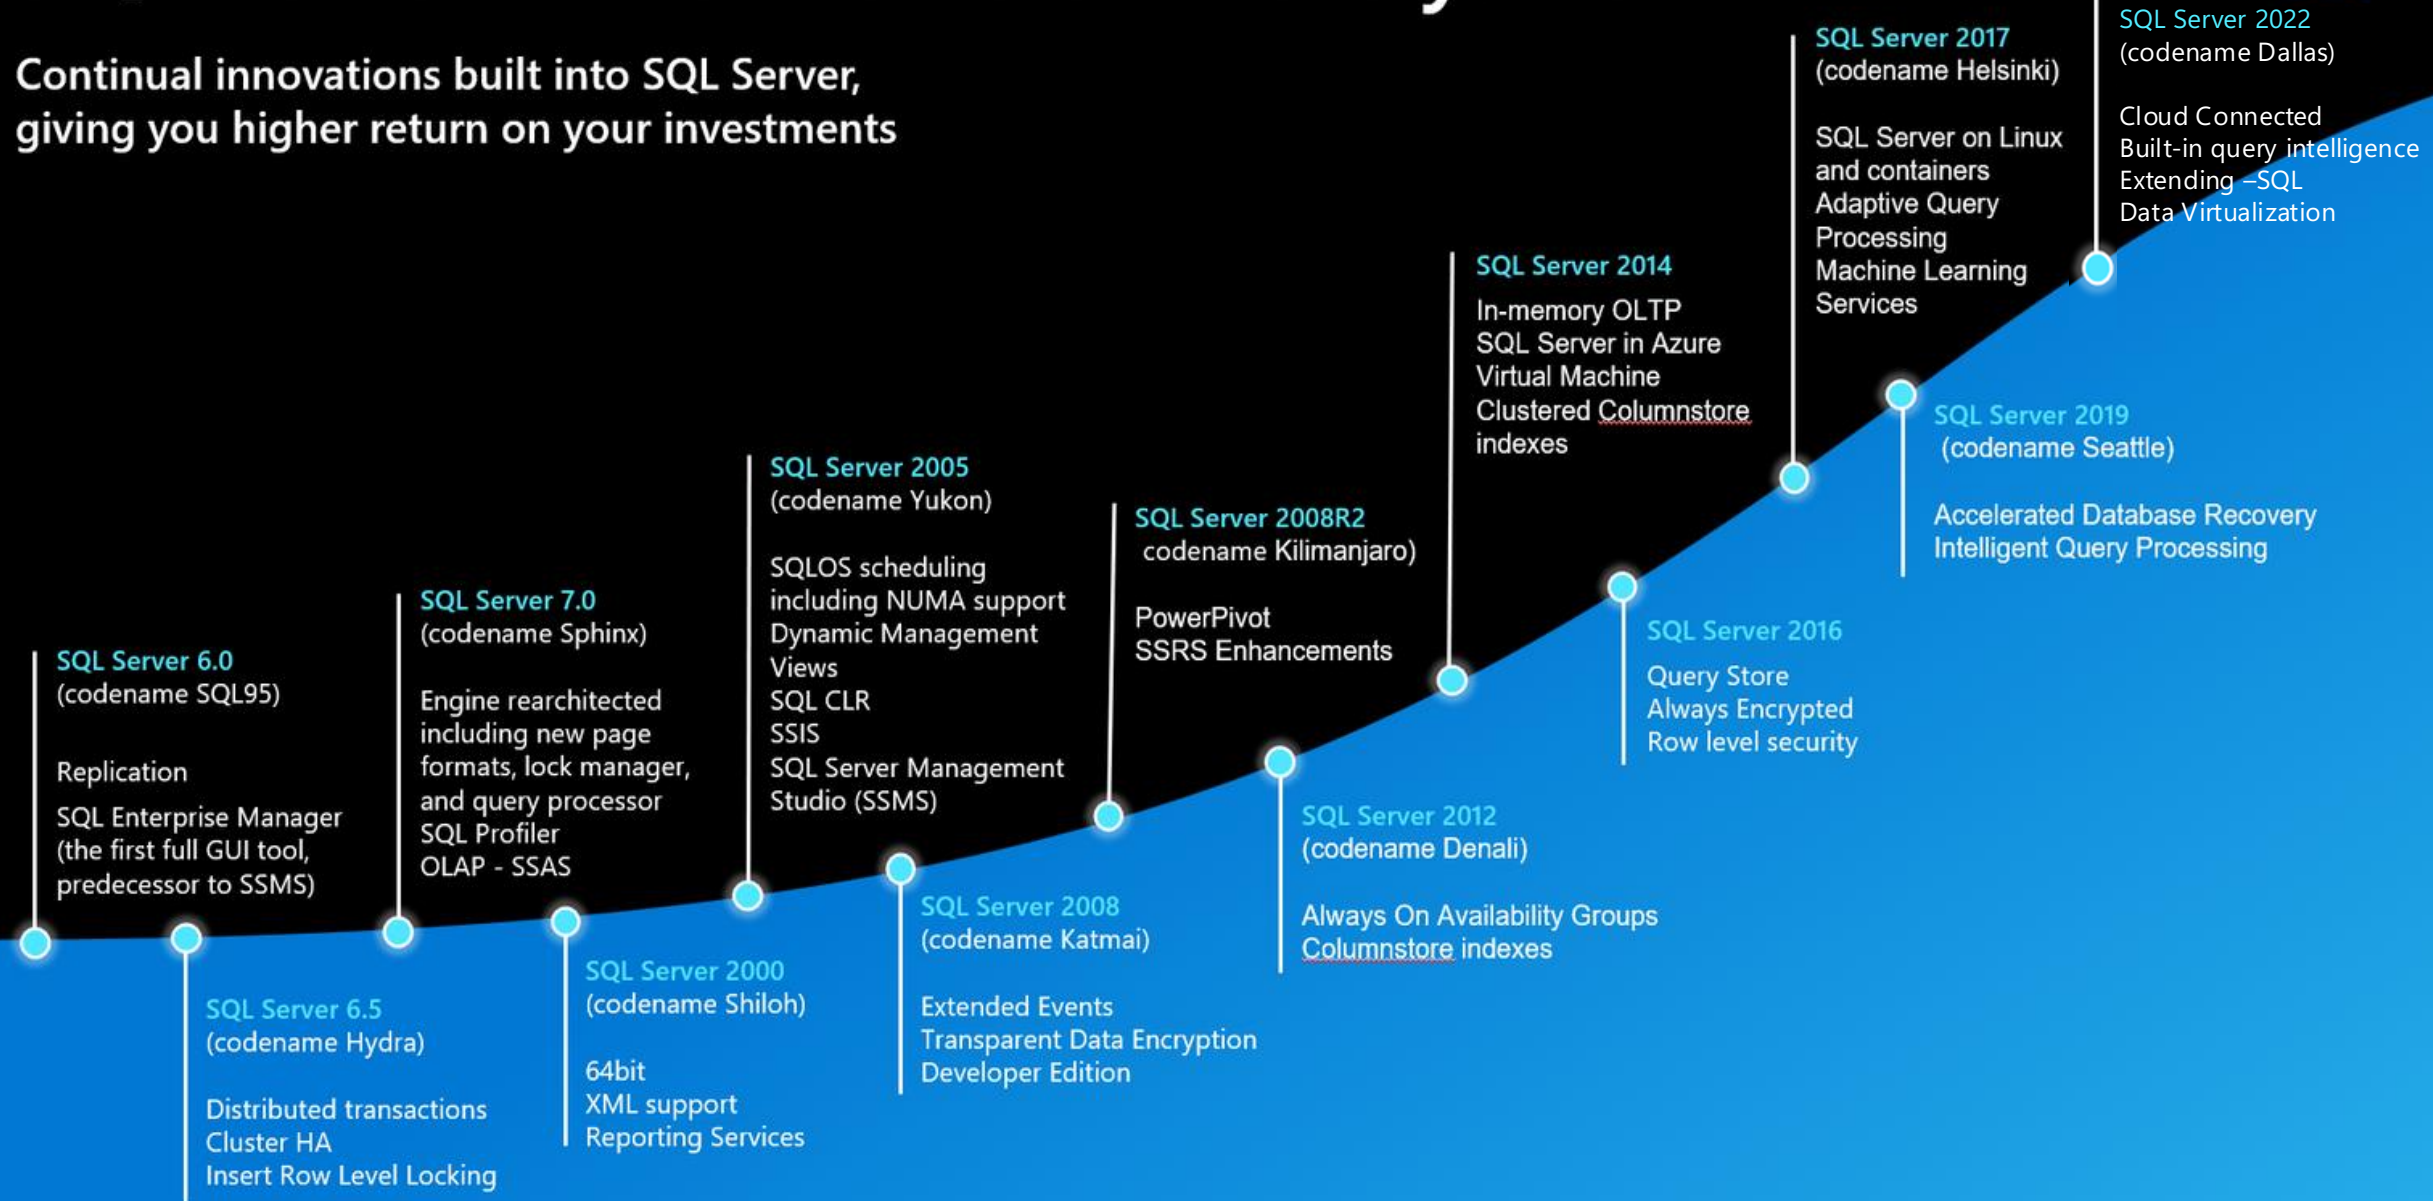 Continual innovations built into SQL Server,
giving you higher return on your investments
SQL Server 6.0
(codename SQL95)
Replication
SQL Enterprise Manager
(the first full GUI tool,
predecessor to SSMS)
SQL Server 6.5
(codename Hydra)
Distributed transactions
Cluster HA
Insert Row Level Locking
SQL Server 7.0
(codename Sphinx)
Engine rearchitected
including new page
formats, lock manager,
and query processor
SQL Profiler
OLAP - SSAS
SQL Server 2000
(codename Shiloh)
64bit
XML support
Reporting Services
SQL Server 2005
(codename Yukon)
SQLOS scheduling
including NUMA support
Dynamic Management
Views
SQL CLR
SSIS
SQL Server Management
Studio (SSMS)
SQL Server 2008
(codename Katmai)
Extended Events
Transparent Data Encryption
Developer Edition
SQL Server 2008R2
codename Kilimanjaro)
PowerPivot
SSRS Enhancements
SQL Server 2012
(codename Denali)
Always On Availability Groups
Columnstore indexes
SQL Server 2014
In-memory OLTP
SQL Server in Azure
Virtual Machine
Clustered Columnstore
indexes
SQL Server 2016
Query Store
Always Encrypted
Row level security
SQL Server 2017
(codename Helsinki)
SQL Server on Linux
and containers
Adaptive Query
Processing
Machine Learning
Services
SQL Server 2019
(codename Seattle)
Accelerated Database Recovery
Intelligent Query Processing
SQL Server 2022
(codename Dallas)
Cloud Connected
Built-in query intelligence
Extending –SQL
Data Virtualization